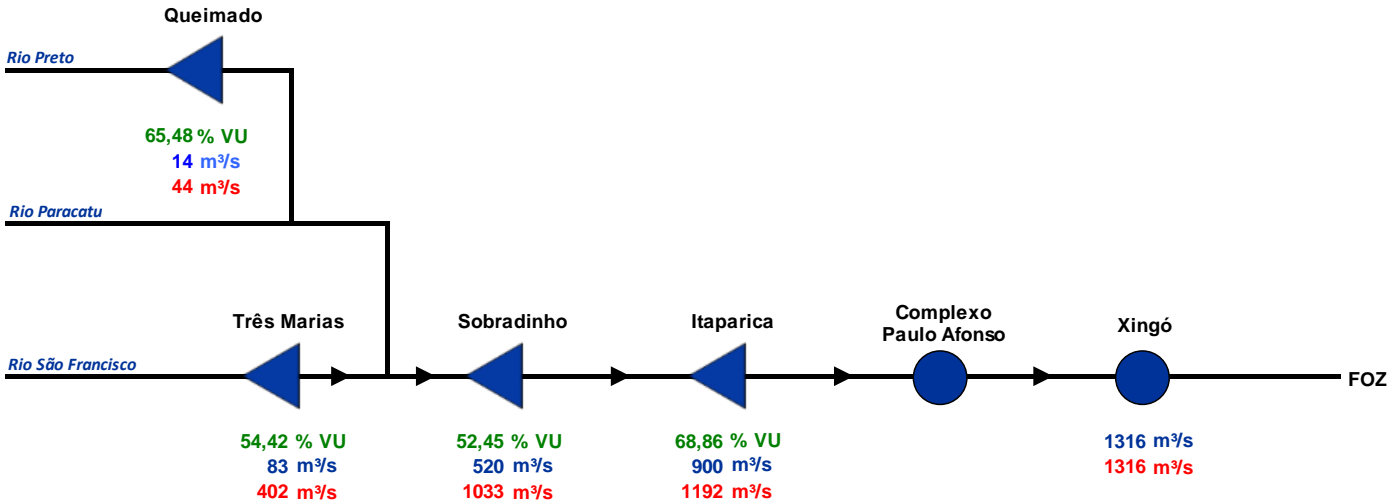 Queimado
Rio Preto
65,48 % VU
14 m³/s
44 m³/s
Rio Paracatu
Três Marias
Sobradinho
Itaparica
Complexo
Paulo Afonso
Xingó
Rio São Francisco
FOZ
54,42 % VU
83 m³/s
402 m³/s
52,45 % VU
520 m³/s
1033 m³/s
68,86 % VU
900 m³/s
1192 m³/s
1316 m³/s
1316 m³/s